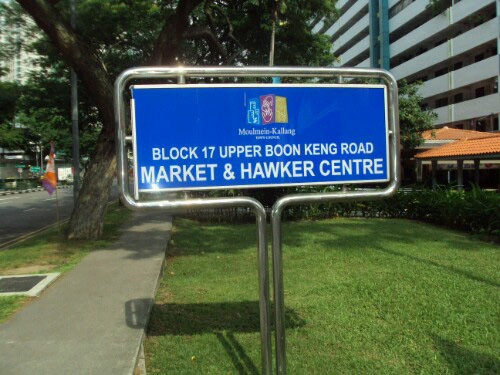 Moulmein-Kallang
BLOCK 17 UPPER BOON KENG ROAD
MARKET & HAWKER CENTRE